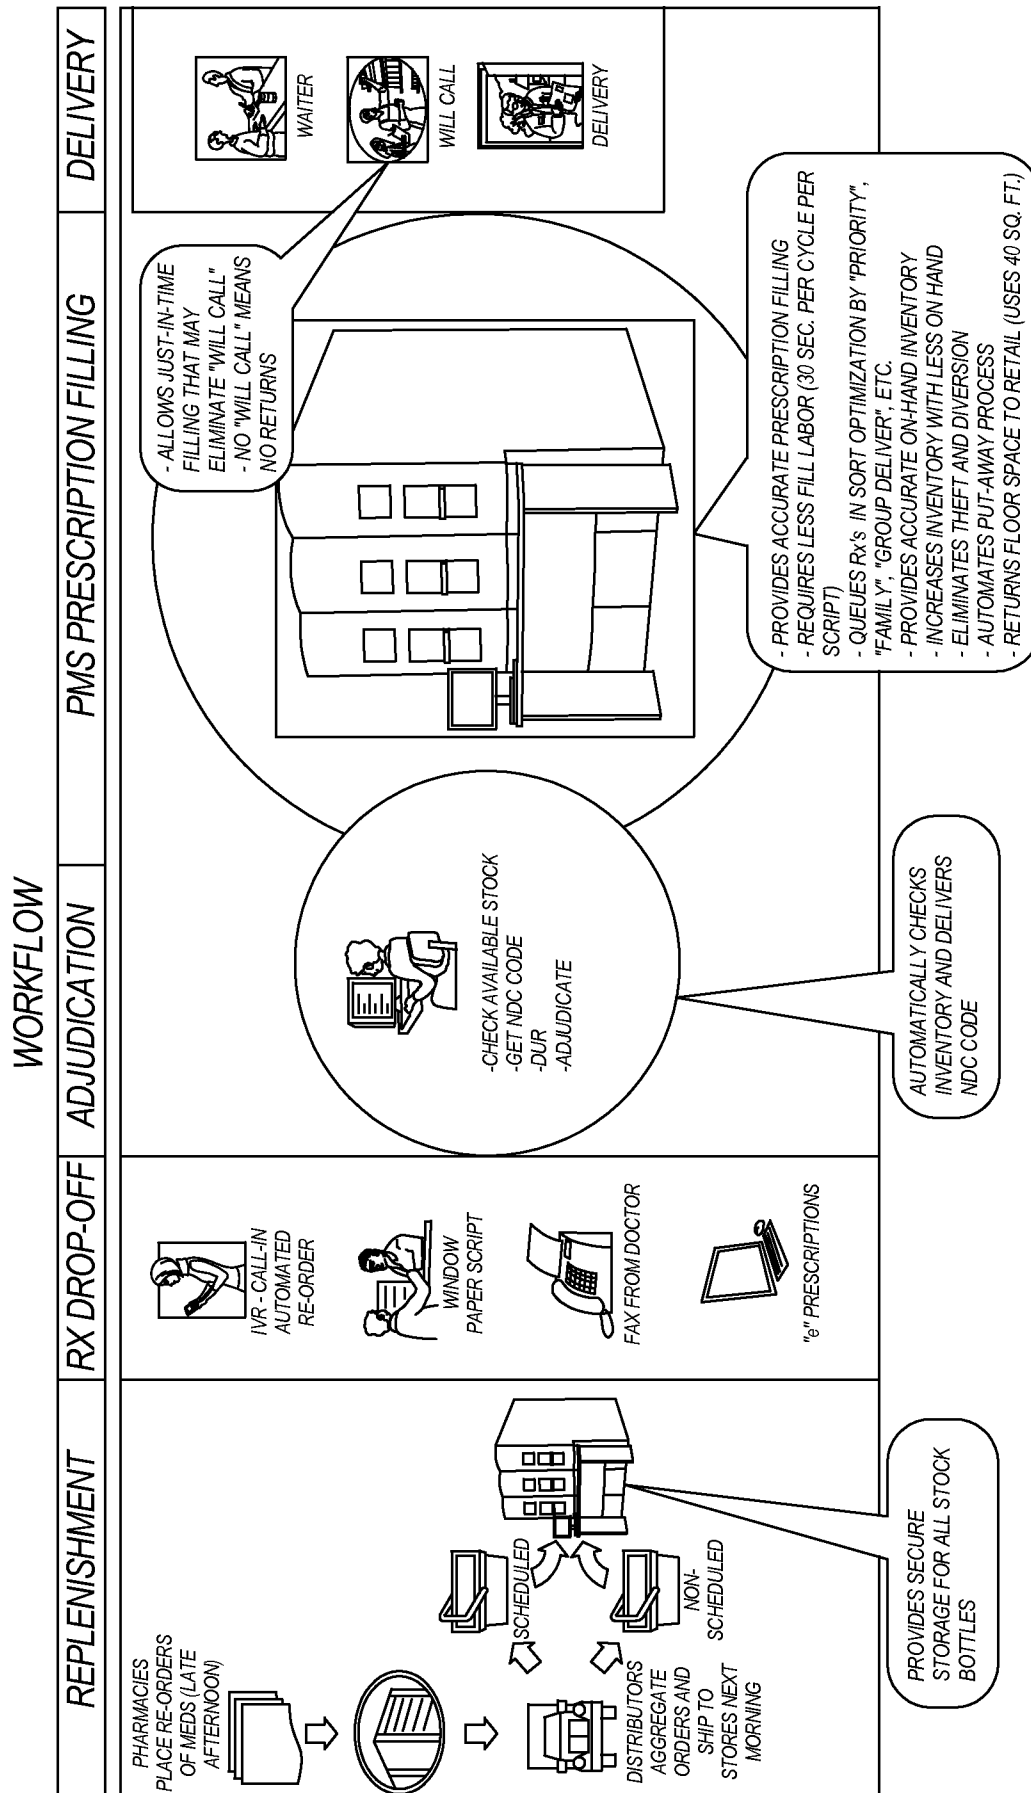 WORKFLOW
REPLENISHMENT
RX DROP-OFF
ADJUDICATION
PMS PRESCRIPTION FILLING
DELIVERY
PHARMACIES
PLACE RE-ORDERS
OF MEDS (LATE
AFTERNOON)
DISTRIBUTORS
AGGREGATE
ORDERS AND
SHIP TO
STORES NEXT
MORNING
SCHEDULED
NON-
SCHEDULED
PROVIDES SECURE
STORAGE FOR ALL STOCK
BOTTLES
IVR - CALL-IN
AUTOMATED
RE-ORDER
WINDOW
PAPER SCRIPT
FAX FROM DOCTOR
"e" PRESCRIPTIONS
-CHECK AVAILABLE STOCK
-GET NDC CODE
-DUR
-ADJUDICATE
AUTOMATICALLY CHECKS
INVENTORY AND DELIVERS
NDC CODE
- ALLOWS JUST-IN-TIME
FILLING THAT MAY
ELIMINATE "WILL CALL"
- NO "WILL CALL" MEANS
NO RETURNS
- PROVIDES ACCURATE PRESCRIPTION FILLING
- REQUIRES LESS FILL LABOR (30 SEC. PER CYCLE PER
SCRIPT)
- QUEUES Rx's IN SORT OPTIMIZATION BY "PRIORITY",
"FAMILY", "GROUP DELIVER", ETC.
- PROVIDES ACCURATE ON-HAND INVENTORY
- INCREASES INVENTORY WITH LESS ON HAND
- ELIMINATES THEFT AND DIVERSION
- AUTOMATES PUT-AWAY PROCESS
- RETURNS FLOOR SPACE TO RETAIL (USES 40 SQ. FT.)
WAITER
WILL CALL
DELIVERY